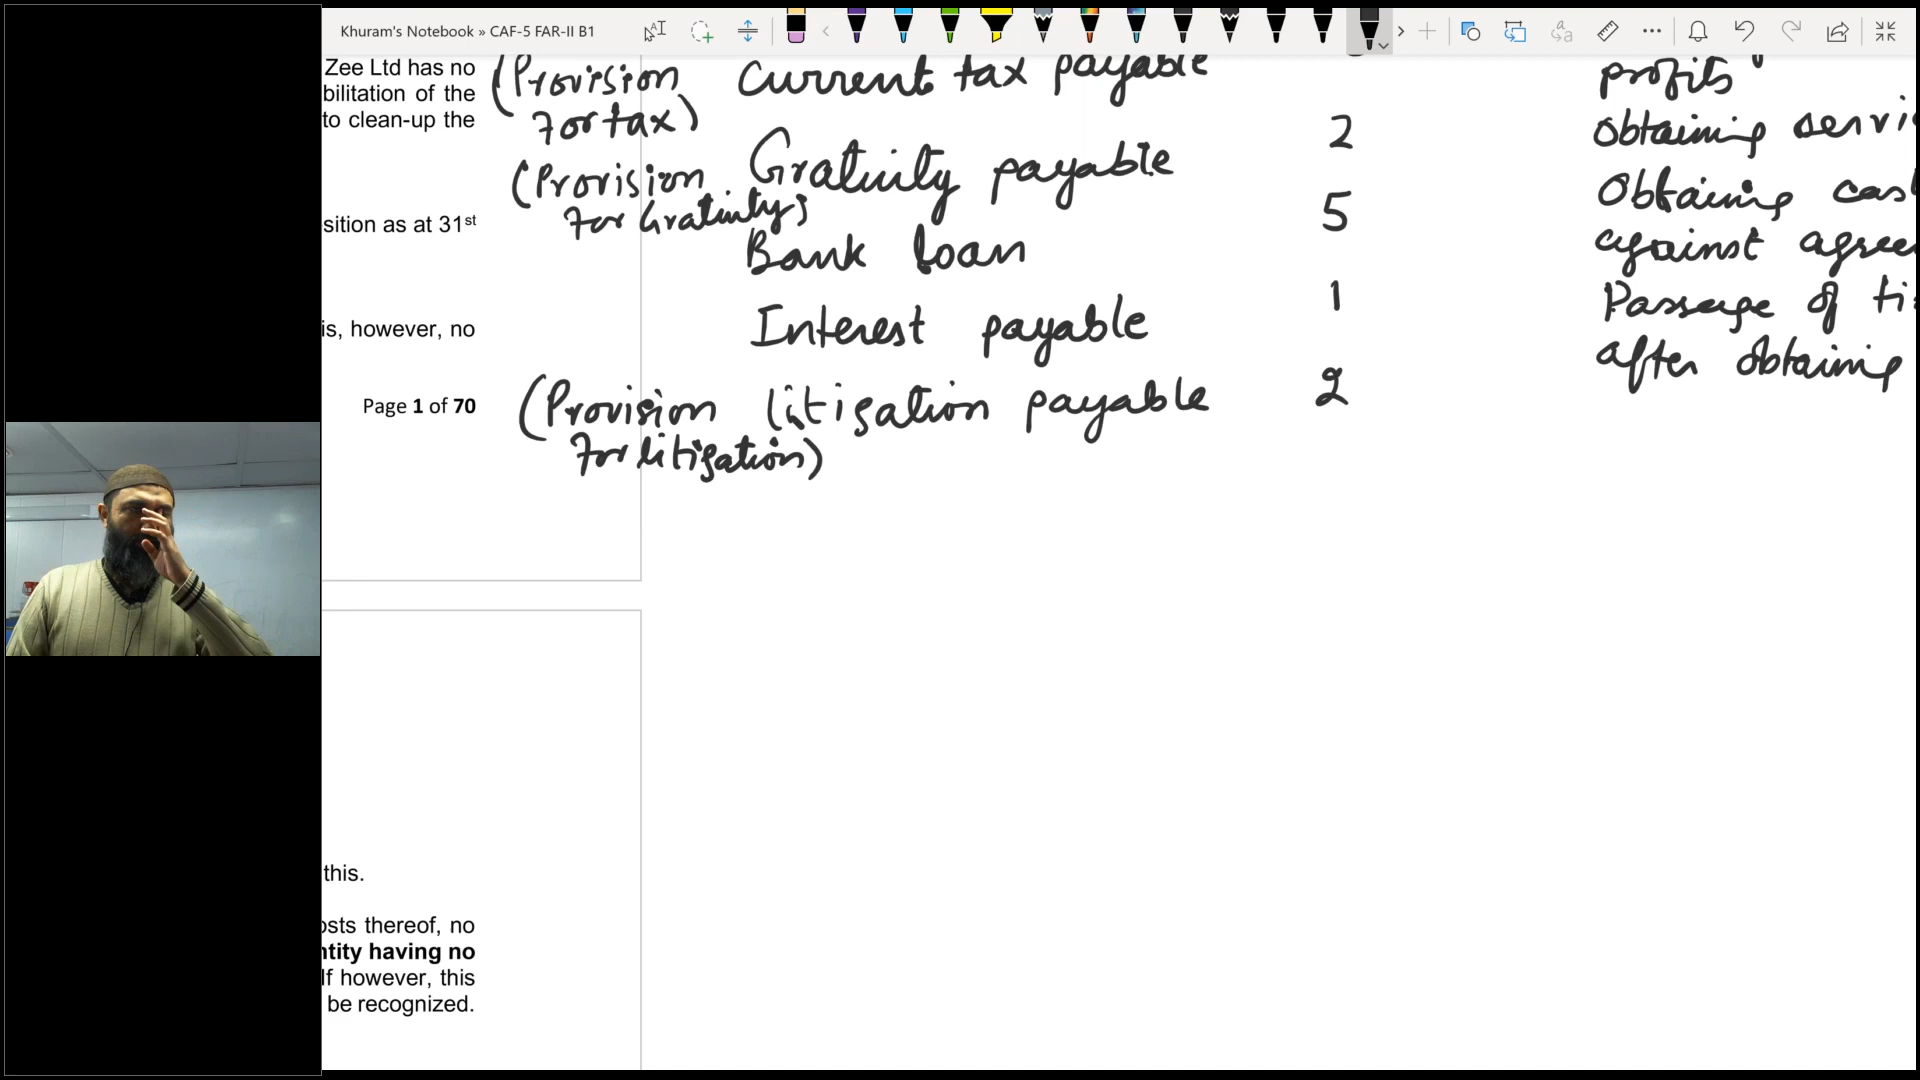 Khuram's Notebook » CAF-5 FAR-II B1
Zee Ltd has no
bilitation of the
to clean-up the
sition as at 31st
is, however, no
Page 1 of 70
this.
osts thereof, no
ntity having no
If however, this
be recognized.
(Provision Current tax payable profits
For tax) 2 Obtaining servi
(Provision Gratuity payable
For Gratuity) 5 Obtaining cas
Bank loan against agree
Interest payable 1 Passage of ti
(Provision litigation payable 2 after obtaining
For litigation)